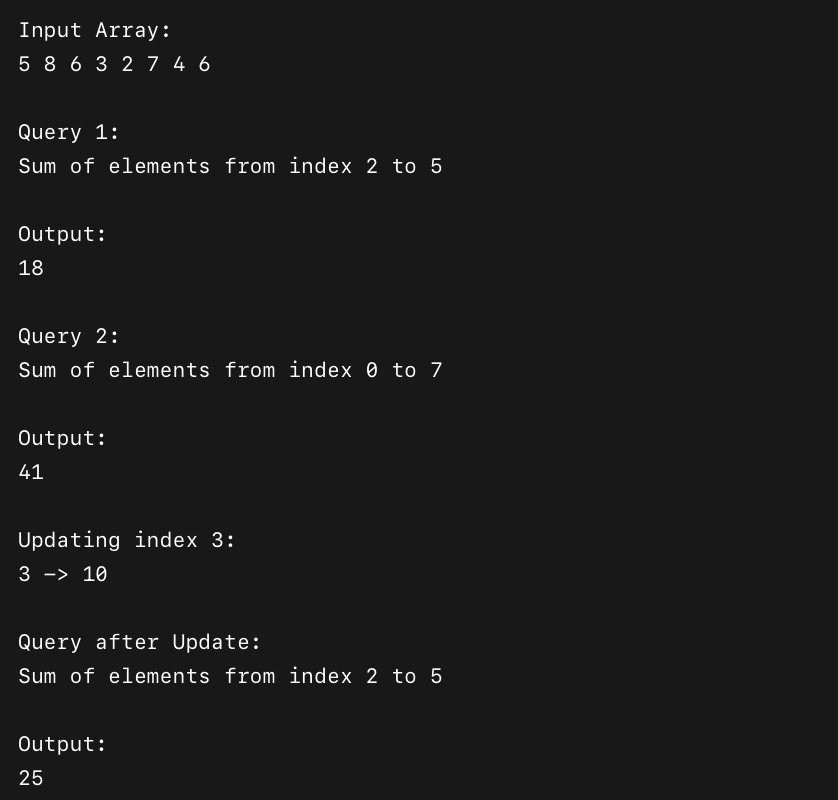 Input Array:
5 8 6 3 2 7 4 6
Query 1:
Sum of elements from index 2 to 5
Output:
18
Query 2:
Sum of elements from index 0 to 7
Output:
41
Updating index 3:
3 —> 10
Query after Update:
Sum of elements from index 2 to 5
Output:
25